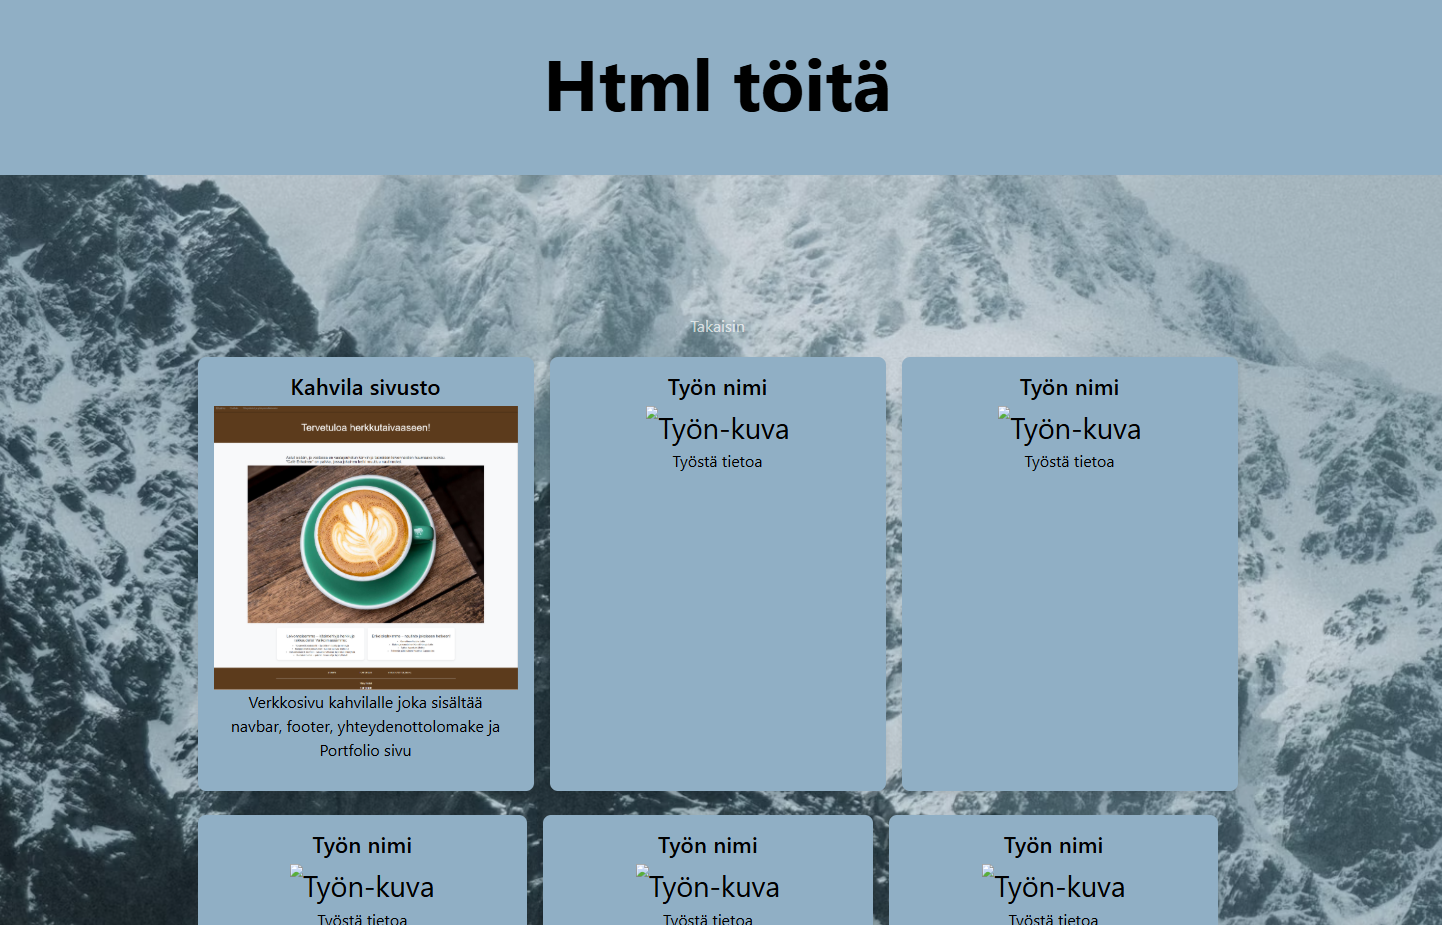 Html töitä
Takaisin
Kahvila sivusto
Tervetuloa herkkutaivaaseen!
Verkkosivu kahvilalle joka sisältää
navbar, footer, yhteydenottolomake ja
Portfolio sivu
Työn nimi
Työn-kuva
Työstä tietoa
Työn nimi
Työn-kuva
Työstä tietoa
Työn nimi
Työn-kuva
Työstä tietoa
Työn nimi
Työn-kuva
Työstä tietoa
Työn nimi
Työn-kuva
Työstä tietoa